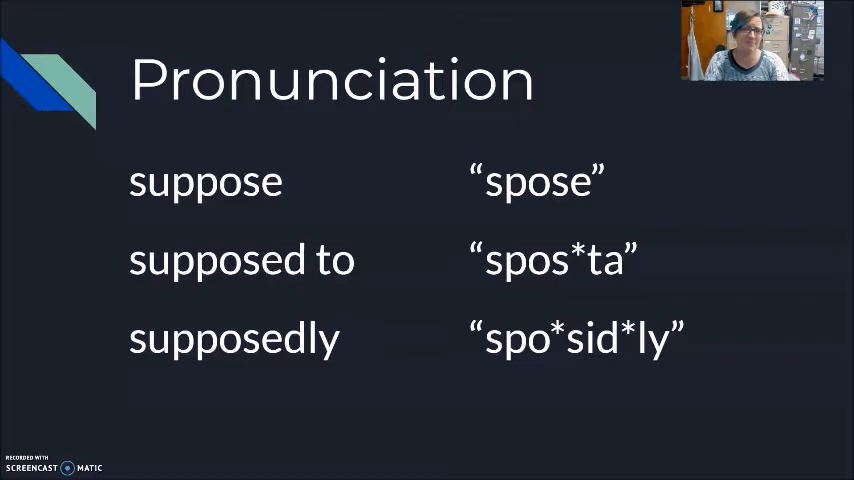 Pronunciation
suppose “spose”
supposed to “spos*ta”
supposedly “spo*sid*ly”
RECORDED WITH
SCREENCAST MATIC